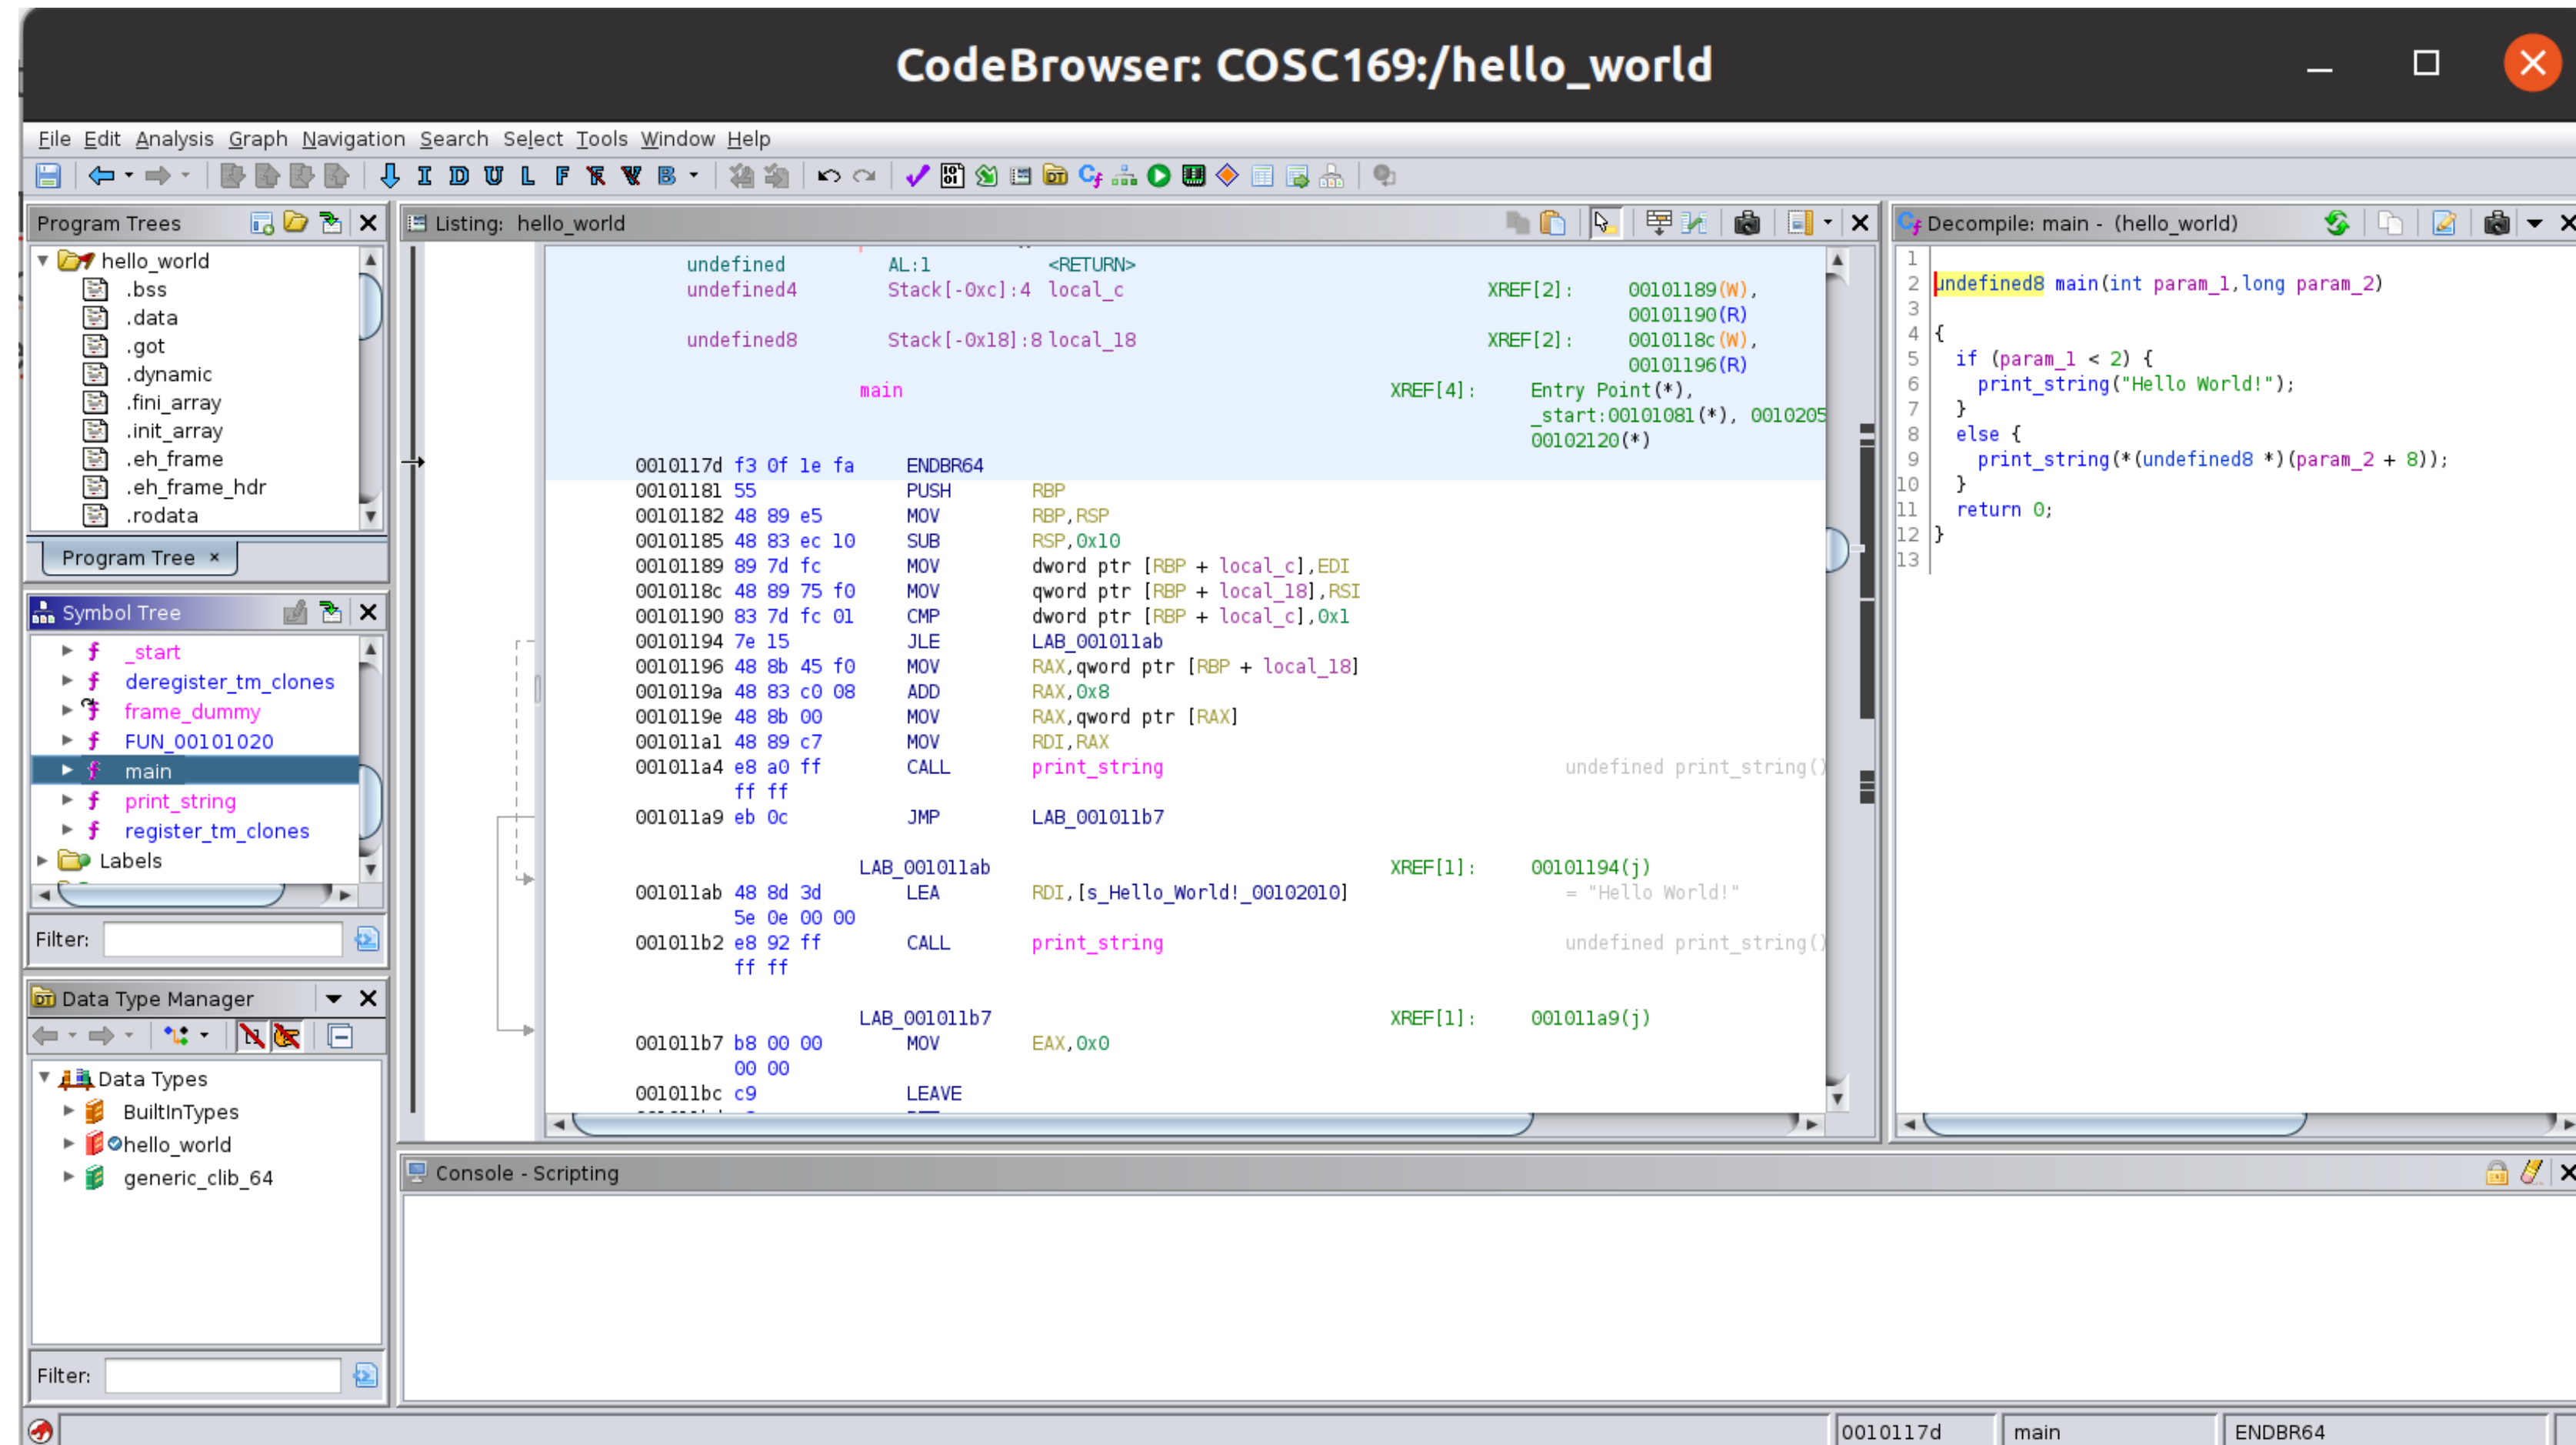 CodeBrowser: COSC169:/hello_world
File Edit Analysis Graph Navigation Search Select Tools Window Help
I D U L F B
Program Trees
hello_world
.bss
.data
.got
.dynamic
.fini_array
.init_array
.eh_frame
.eh_frame_hdr
.rodata
Program Tree ×
Symbol Tree
_start
deregister_tm_clones
frame_dummy
FUN_00101020
main
print_string
register_tm_clones
Labels
Filter:
Data Type Manager
Data Types
BuiltInTypes
hello_world
generic_clib_64
Filter:
Listing: hello_world
undefined AL:1 <RETURN>
undefined4 Stack[-0xc]:4 local_c XREF[2]: 00101189(W),
00101190(R)
undefined8 Stack[-0x18]:8 local_18 XREF[2]: 0010118c(W),
00101196(R)
main XREF[4]: Entry Point(*),
_start:00101081(*), 0010205
00102120(*)
0010117d f3 0f 1e fa ENDBR64
00101181 55 PUSH RBP
00101182 48 89 e5 MOV RBP,RSP
00101185 48 83 ec 10 SUB RSP,0x10
00101189 89 7d fc MOV dword ptr [RBP + local_c],EDI
0010118c 48 89 75 f0 MOV qword ptr [RBP + local_18],RSI
00101190 83 7d fc 01 CMP dword ptr [RBP + local_c],0x1
00101194 7e 15 JLE LAB_001011ab
00101196 48 8b 45 f0 MOV RAX,qword ptr [RBP + local_18]
0010119a 48 83 c0 08 ADD RAX,0x8
0010119e 48 8b 00 MOV RAX,qword ptr [RAX]
001011a1 48 89 c7 MOV RDI,RAX
001011a4 e8 a0 ff CALL print_string undefined print_string()
ff ff
001011a9 eb 0c JMP LAB_001011b7
LAB_001011ab XREF[1]: 00101194(j)
001011ab 48 8d 3d LEA RDI,[s_Hello_World!_00102010] = "Hello World!"
5e 0e 00 00
001011b2 e8 92 ff CALL print_string undefined print_string()
ff ff
LAB_001011b7 XREF[1]: 001011a9(j)
001011b7 b8 00 00 MOV EAX,0x0
00 00
001011bc c9 LEAVE
Decompile: main - (hello_world)
1
2 undefined8 main(int param_1,long param_2)
3
4 {
5 if (param_1 < 2) {
6 print_string("Hello World!");
7 }
8 else {
9 print_string(*(undefined8 *)(param_2 + 8));
10 }
11 return 0;
12 }
13
Console - Scripting
0010117d main ENDBR64